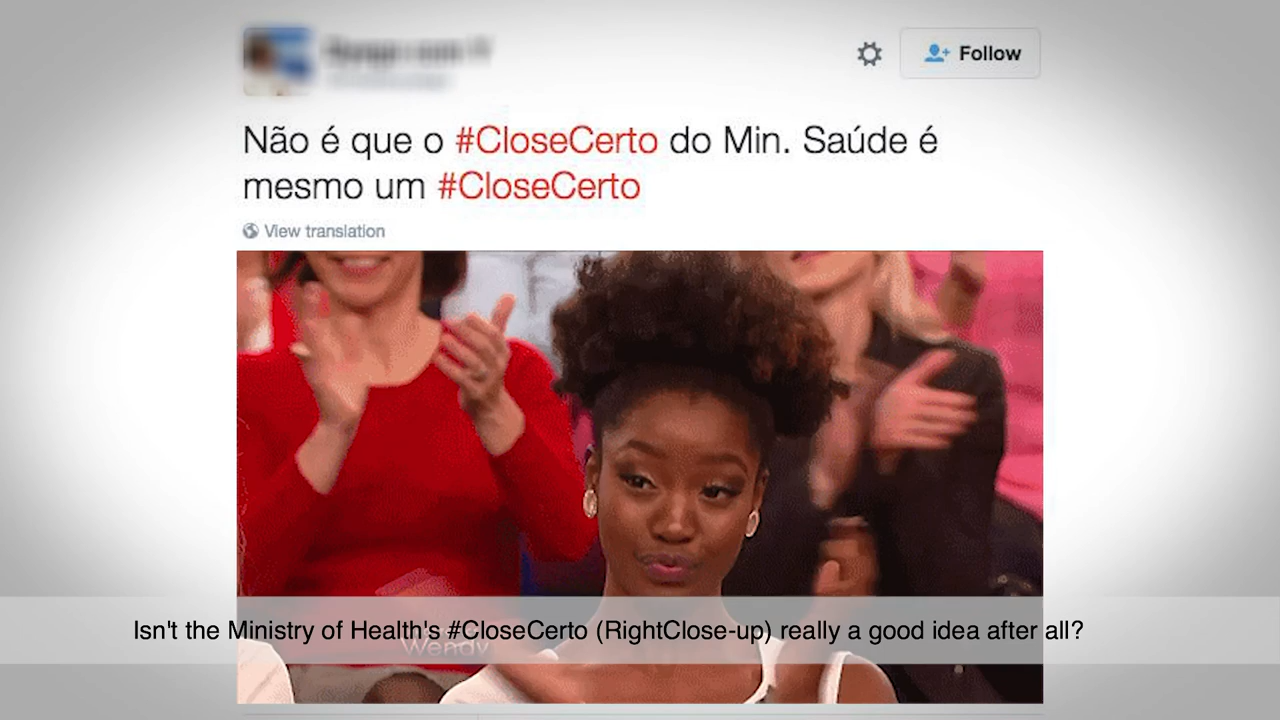 Follow
Não é que o #CloseCerto do Min. Saúde é
mesmo um #CloseCerto
View translation
Isn't the Ministry of Health's #CloseCerto (RightClose-up) really a good idea after all?
Wendy